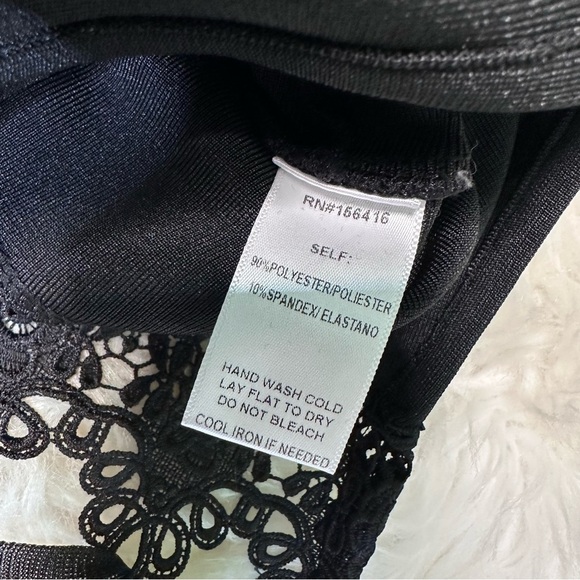 RN#156416
SELF:
90%POLYESTER/POLIESTER
10%SPANDEX/ELASTANO
HAND WASH COLD
LAY FLAT TO DRY
DO NOT BLEACH
COOL IRON IF NEEDED